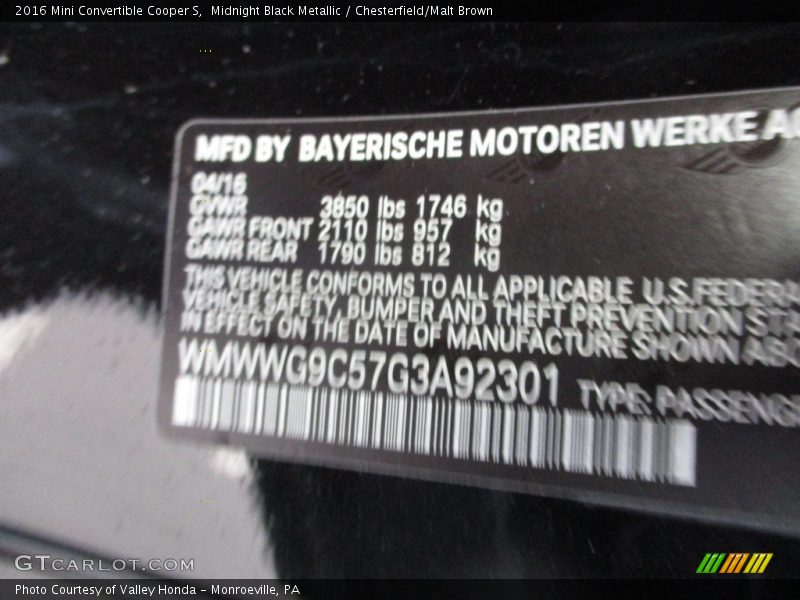 2016 Mini Convertible Cooper S, Midnight Black Metallic / Chesterfield/Malt Brown
MFD BY BAYERISCHE MOTOREN WERKE AG
04/16
GVWR 3850 lbs 1746 kg
GAWR FRONT 2110 lbs 957 kg
GAWR REAR 1790 lbs 812 kg
THIS VEHICLE CONFORMS TO ALL APPLICABLE U.S.FEDERA
VEHICLE SAFETY, BUMPER AND THEFT PREVENTION STA
IN EFFECT ON THE DATE OF MANUFACTURE SHOWN ABO
WMWWG9C57G3A92301 TYPE: PASSENG
GTCARLOT.COM
Photo Courtesy of Valley Honda - Monroeville, PA